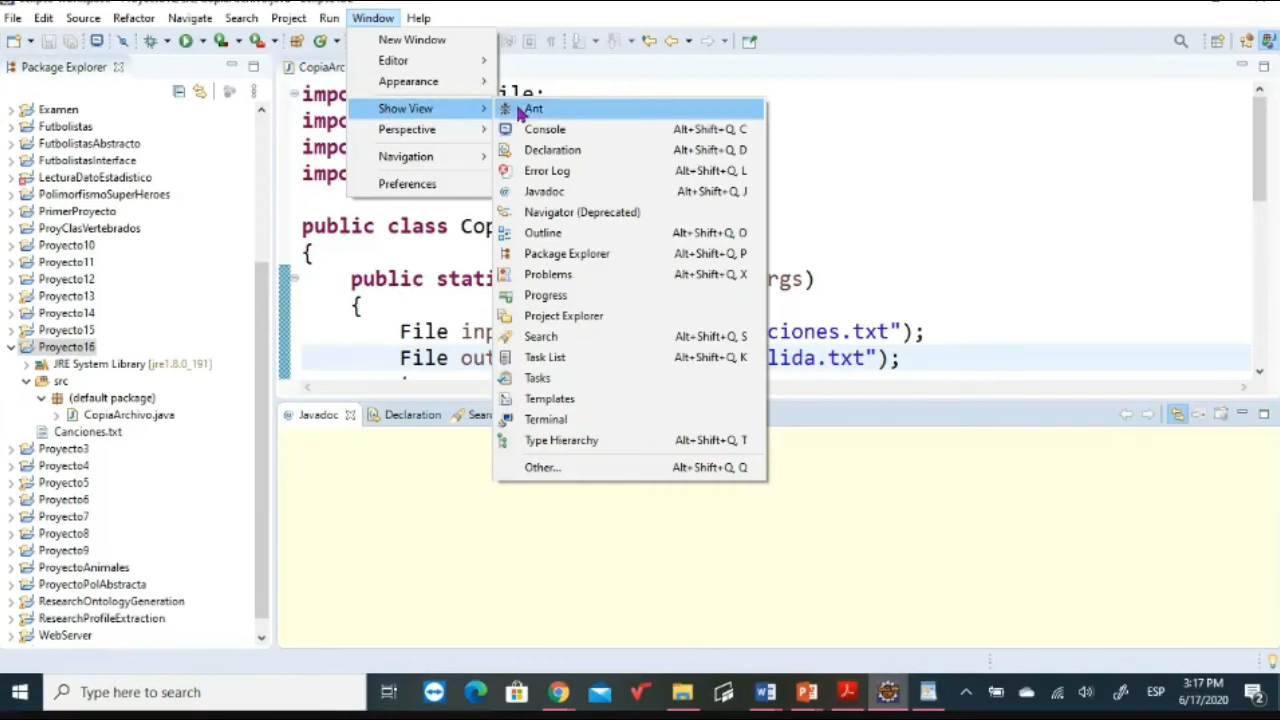 File Edit Source Refactor Navigate Search Project Run Window Help
Package Explorer
Examen
Futbolistas
FutbolistasAbstracto
FutbolistasInterface
LecturaDatoEstadistico
PolimorfismoSuperHeroes
PrimerProyecto
ProyClasVertebrados
Proyecto10
Proyecto11
Proyecto12
Proyecto13
Proyecto14
Proyecto15
Proyecto16
JRE System Library [jre1.8.0_191]
src
(default package)
CopiaArchivo.java
Canciones.txt
Proyecto3
Proyecto4
Proyecto5
Proyecto6
Proyecto7
Proyecto8
Proyecto9
ProyectoAnimales
ProyectoPolAbstracta
ResearchOntologyGeneration
ResearchProfileExtraction
WebServer
New Window
Editor
Appearance
Show View
Perspective
Navigation
Preferences
Ant
Console Alt+Shift+Q, C
Declaration Alt+Shift+Q, D
Error Log Alt+Shift+Q, L
Javadoc Alt+Shift+Q, J
Navigator (Deprecated)
Outline Alt+Shift+Q, O
Package Explorer Alt+Shift+Q, P
Problems Alt+Shift+Q, X
Progress
Project Explorer
Search Alt+Shift+Q, S
Task List Alt+Shift+Q, K
Tasks
Templates
Terminal
Type Hierarchy Alt+Shift+Q, T
Other... Alt+Shift+Q, Q
CopiaArc
impo ile;
impo
impo
impo
public class Cop
{
public stati rgs)
{
File inp ciones.txt");
File out lida.txt");
Javadoc Declaration Sear
Type here to search
ESP
3:17 PM
6/17/2020
2